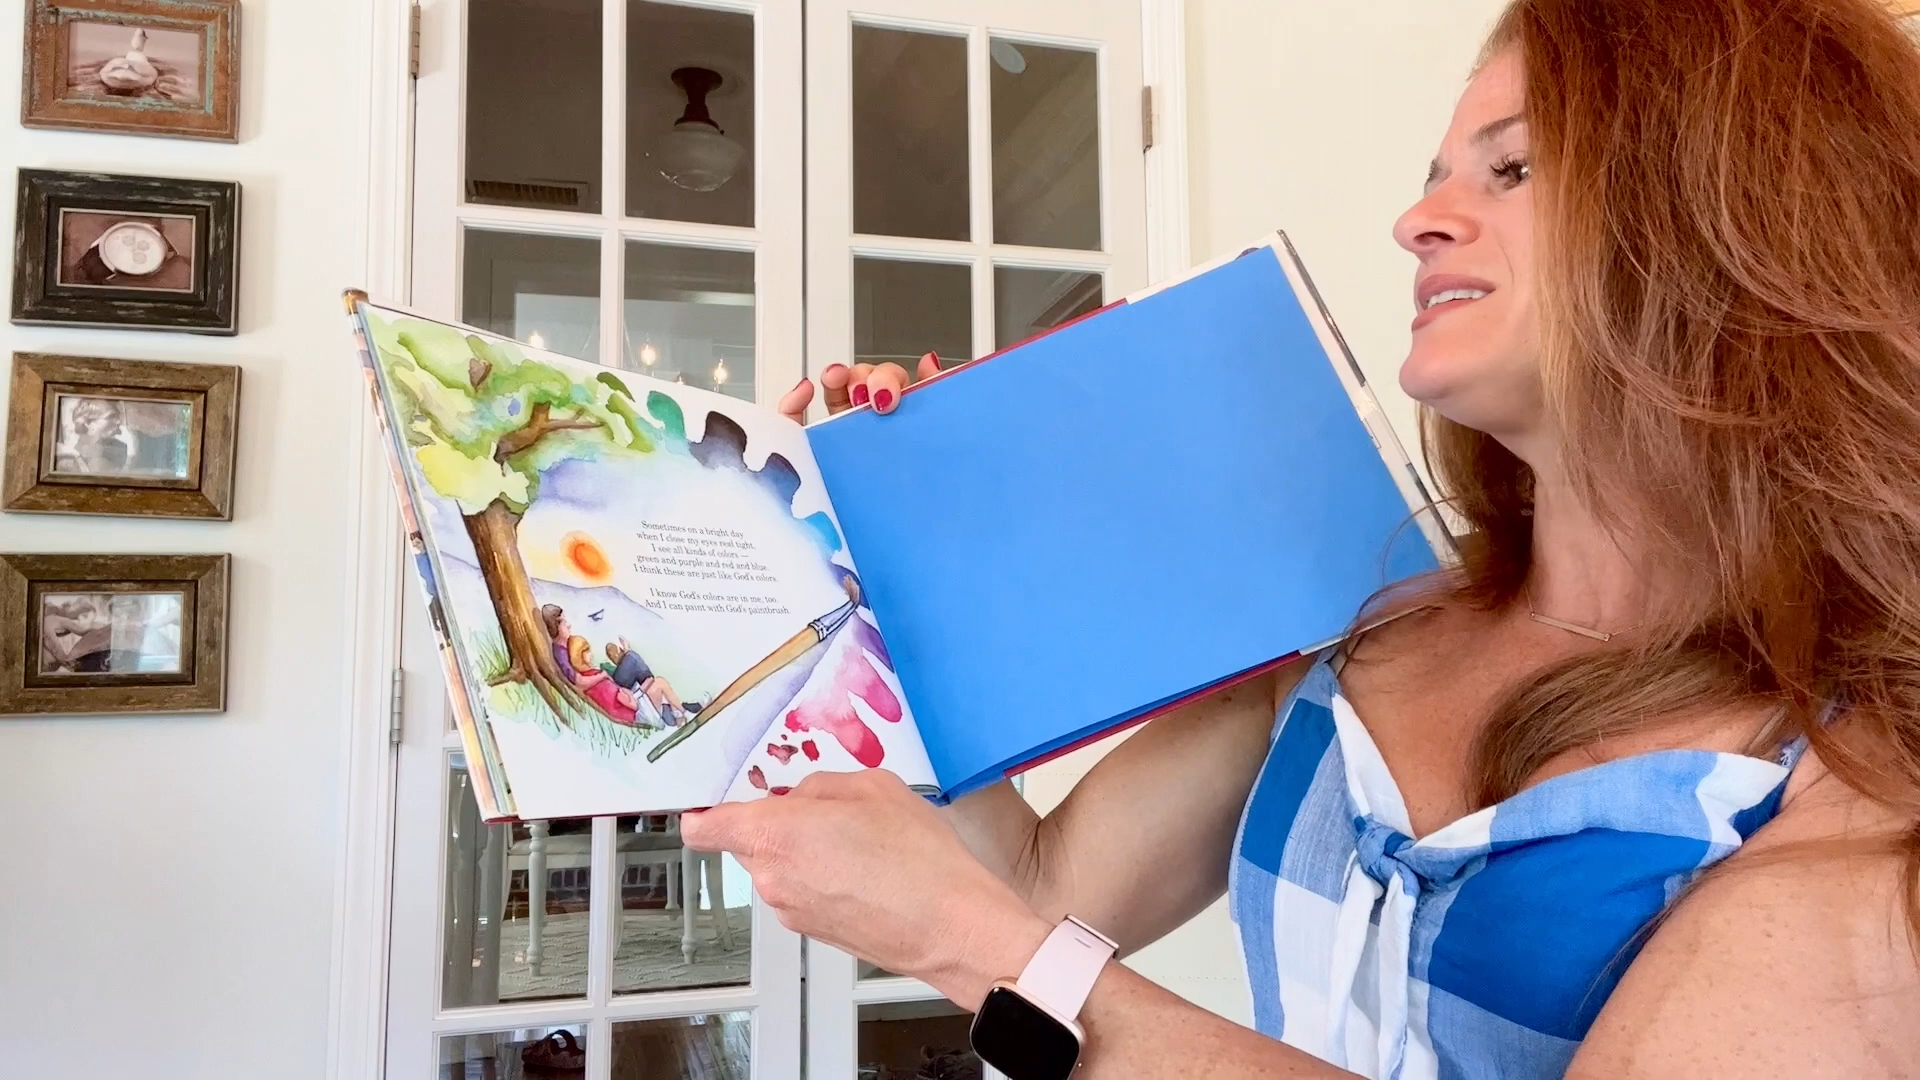 Sometimes on a bright day
when I close my eyes real tight,
I see all kinds of colors —
green and purple and red and blue.
I think these are just like God's colors.
I know God's colors are in me, too.
And I can paint with God's paintbrush.